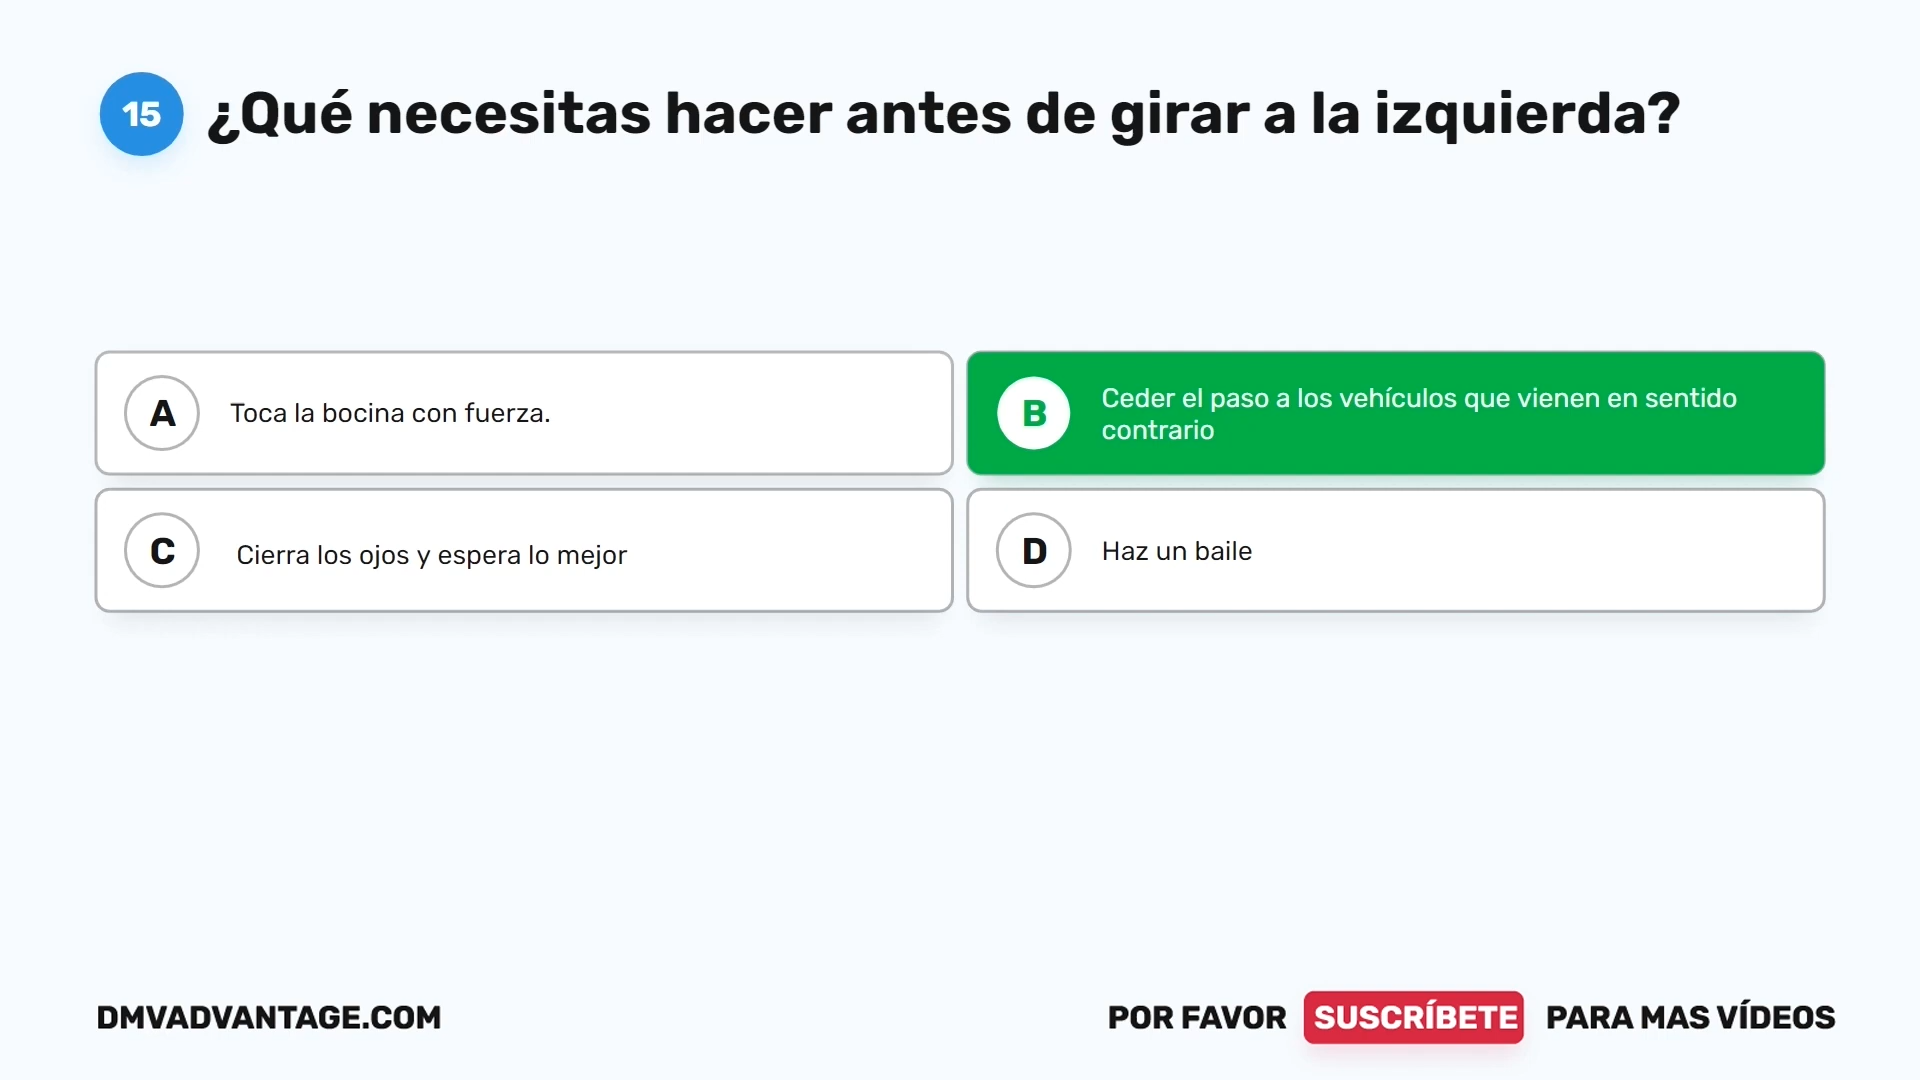 15 ¿Qué necesitas hacer antes de girar a la izquierda?
A Toca la bocina con fuerza.
B Ceder el paso a los vehículos que vienen en sentido
contrario
C Cierra los ojos y espera lo mejor
D Haz un baile
DMVADVANTAGE.COM
POR FAVOR SUSCRÍBETE PARA MAS VÍDEOS